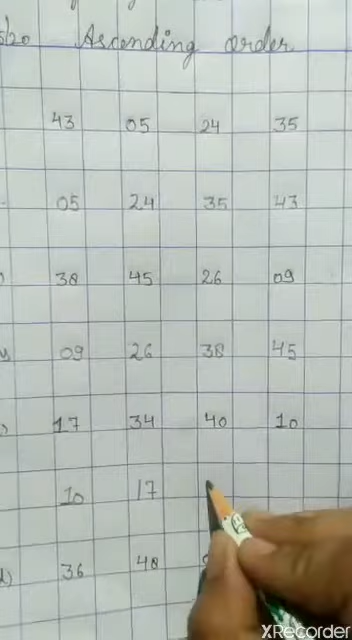 Ascending order
43 05 24 35
05 24 35 43
38 45 26 09
09 26 38 45
17 34 40 10
10 17
36 48
XRecorder